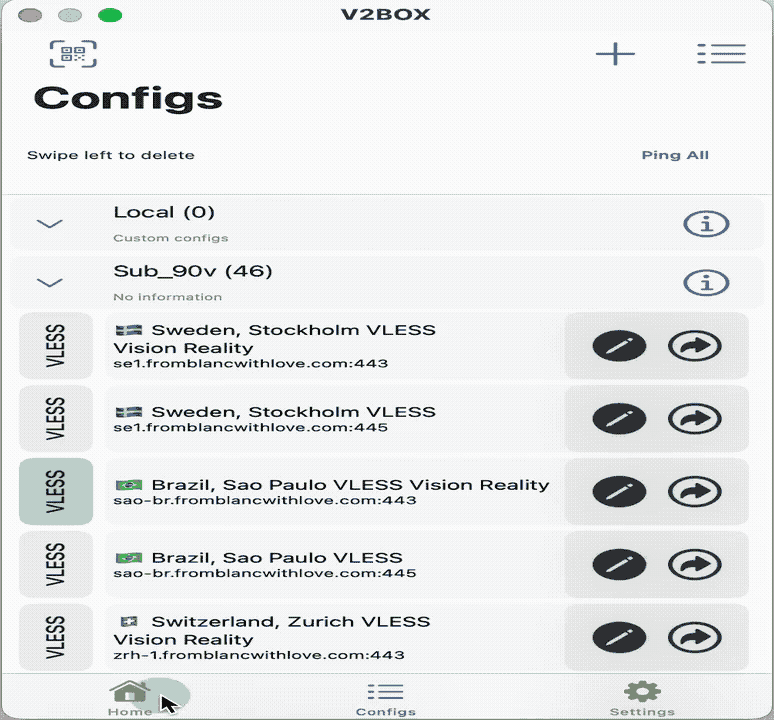 V2BOX
Configs
Swipe left to delete
Ping All
Local (0)
Custom configs
Sub_90v (46)
No information
VLESS
Sweden, Stockholm VLESS
Vision Reality
se1.fromblancwithlove.com:443
VLESS
Sweden, Stockholm VLESS
se1.fromblancwithlove.com:445
VLESS
Brazil, Sao Paulo VLESS Vision Reality
sao-br.fromblancwithlove.com:443
VLESS
Brazil, Sao Paulo VLESS
sao-br.fromblancwithlove.com:445
VLESS
Switzerland, Zurich VLESS
Vision Reality
zrh-1.fromblancwithlove.com:443
Home
Configs
Settings